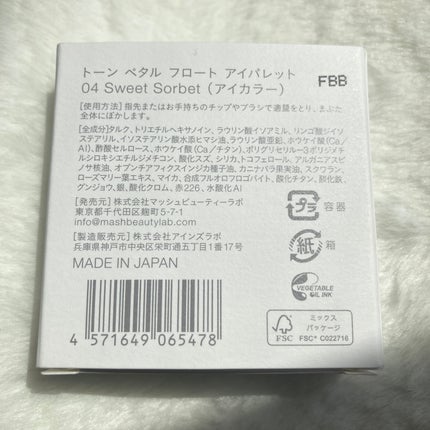 トーン ペタル フロート アイパレット
04 Sweet Sorbet（アイカラー）
FBB
[使用方法] 指先またはお手持ちのチップやブラシで適量をとり、まぶた
全体にぼかします。
[全成分]タルク、トリエチルヘキサノイン、ラウリン酸イソアミル、リンゴ酸ジイソ
ステアリル、イソステアリン酸水添ヒマシ油、ラウリン酸亜鉛、ホウケイ酸(Ca/
Al)、酢酸セルロース、ホウケイ酸(Ca/チタン)、ポリグリセリル-3ポリジメチ
ルシロキシエチルジメチコン、酸化スズ、シリカ、トコフェロール、アルガニアスピ
ノサ核油、オプンチアフィクスインジカ種子油、カニナバラ果実油、スクワラン、
ローズマリー葉エキス、マイカ、合成フルオロフロゴパイト、酸化チタン、酸化鉄、
グンジョウ、銀、酸化クロム、赤226、水酸化Al
[発売元] 株式会社マッシュビューティーラボ
東京都千代田区麹町5-7-1
info@mashbeautylab.com
[製造販売元] 株式会社アインズラボ
兵庫県神戸市中央区栄町通五丁目1番17号
MADE IN JAPAN
プラ 容器
紙 箱
VEGETABLE
OIL INK
4 571649 065478
FSC
ミックス
パッケージ
FSC® C022716